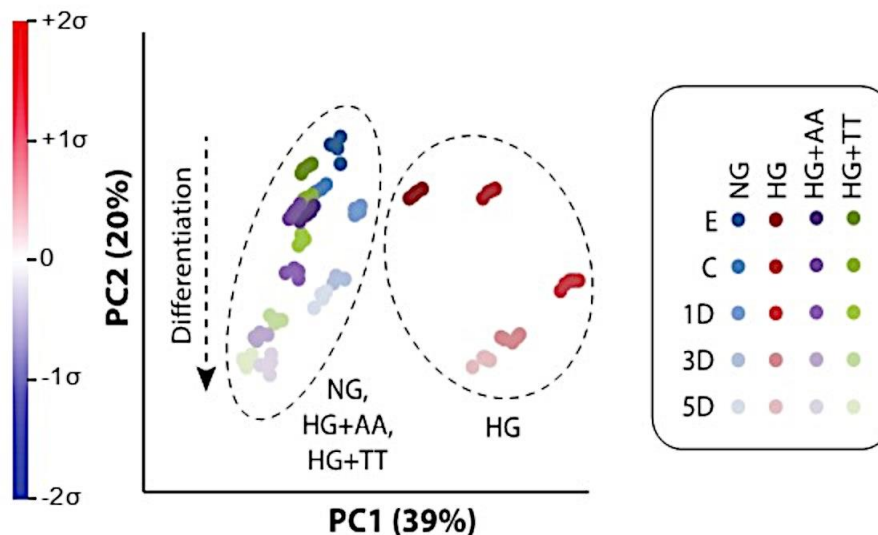 +2σ
+1σ
0
-1σ
-2σ
PC2 (20%)
Differentiation
NG,
HG+AA,
HG+TT
HG
PC1 (39%)
NG
HG
HG+AA
HG+TT
E
C
1D
3D
5D